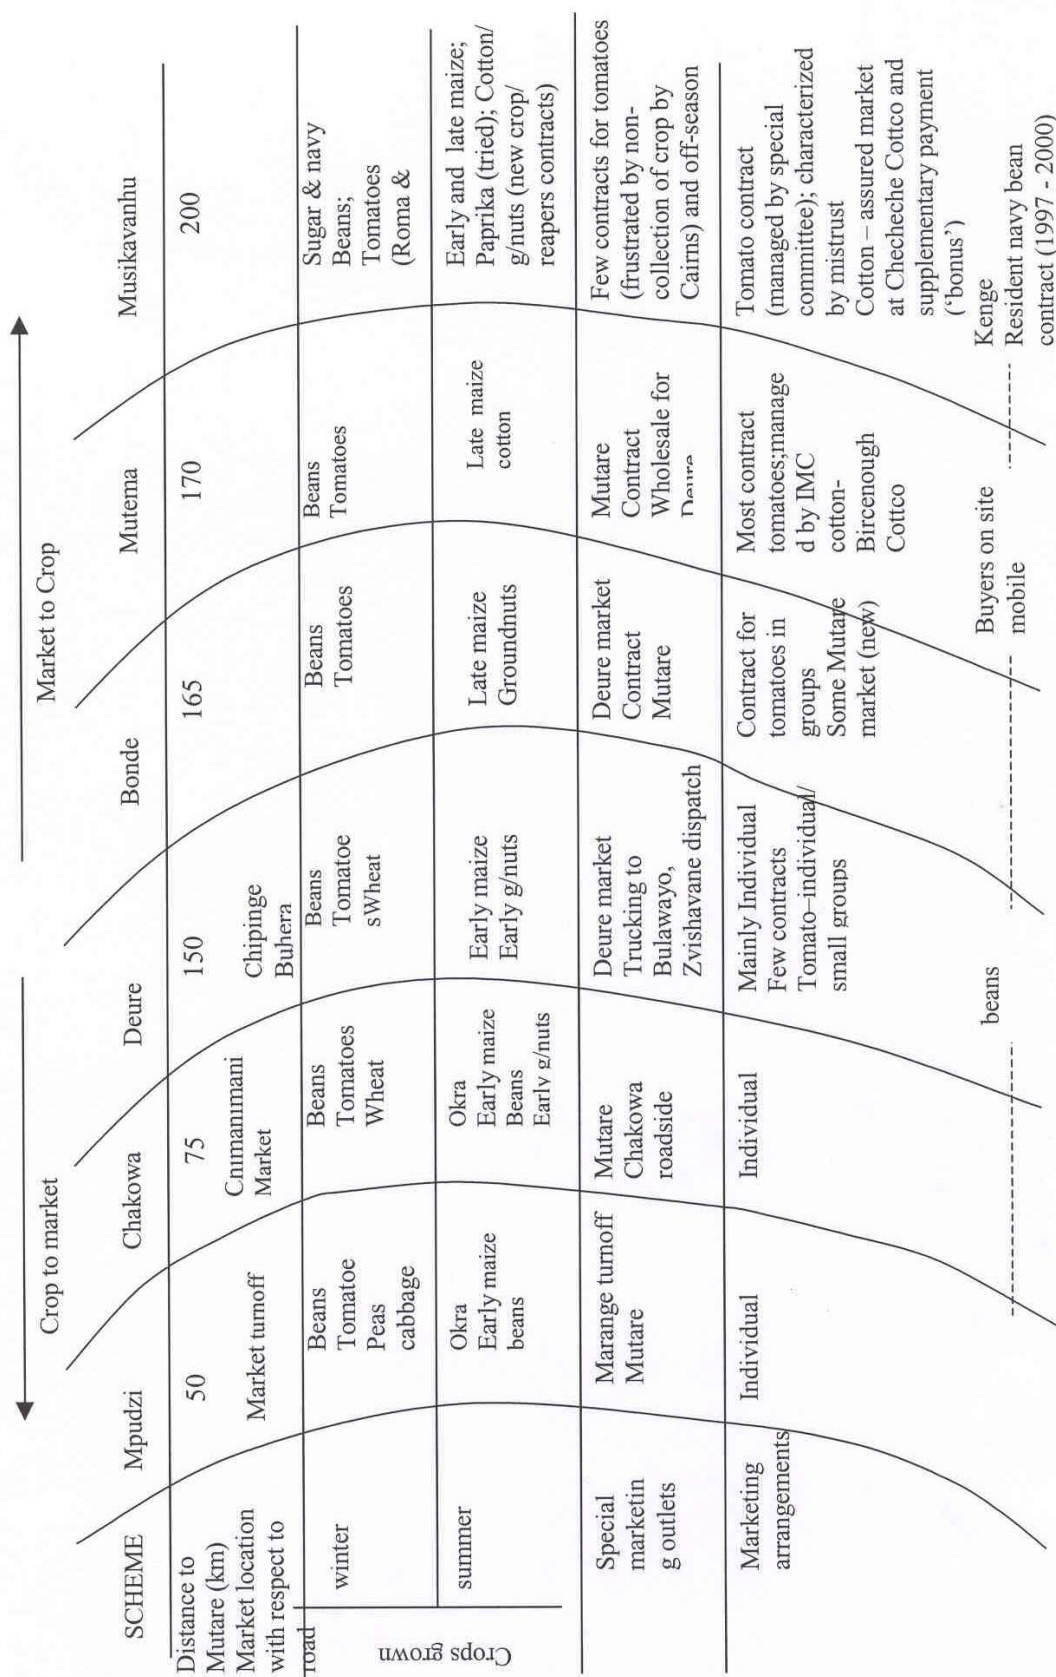 Crop to market
Market to Crop
SCHEME
Mpudzi
Chakowa
Deure
Bonde
Mutema
Musikavanhu
Distance to
Mutare (km)
Market location
with respect to
road
50
Market turnoff
75
Cnımanımani
Market
150
Chipinge
Buhera
165
170
200
Crops grown
winter
Beans
Tomatoe
Peas
cabbage
Beans
Tomatoes
Wheat
Beans
Tomatoe
sWheat
Beans
Tomatoes
Beans
Tomatoes
Sugar & navy
Beans;
Tomatoes
(Roma &
summer
Okra
Early maize
beans
Okra
Early maize
Beans
Early g/nuts
Early maize
Early g/nuts
Late maize
Groundnuts
Late maize
cotton
Early and late maize;
Paprika (tried); Cotton/
g/nuts (new crop/
reapers contracts)
Special
marketin
g outlets
Marange turnoff
Mutare
Mutare
Chakowa
roadside
Deure market
Trucking to
Bulawayo,
Zvishavane dispatch
Deure market
Contract
Mutare
Mutare
Contract
Wholesale for
Deure
Few contracts for tomatoes
(frustrated by non-
collection of crop by
Cairns) and off-season
Marketing
arrangements
Individual
Individual
Mainly Individual
Few contracts
Tomato–individual/
small groups
Contract for
tomatoes in
groups
Some Mutare
market (new)
Most contract
tomatoes;manage
d by IMC
cotton-
Bircenough
Cottco
Tomato contract
(managed by special
committee); characterized
by mistrust
Cotton – assured market
at Checheche Cottco and
supplementary payment
(‘bonus’)
beans
Buyers on site
mobile
Kenge
Resident navy bean
contract (1997 - 2000)